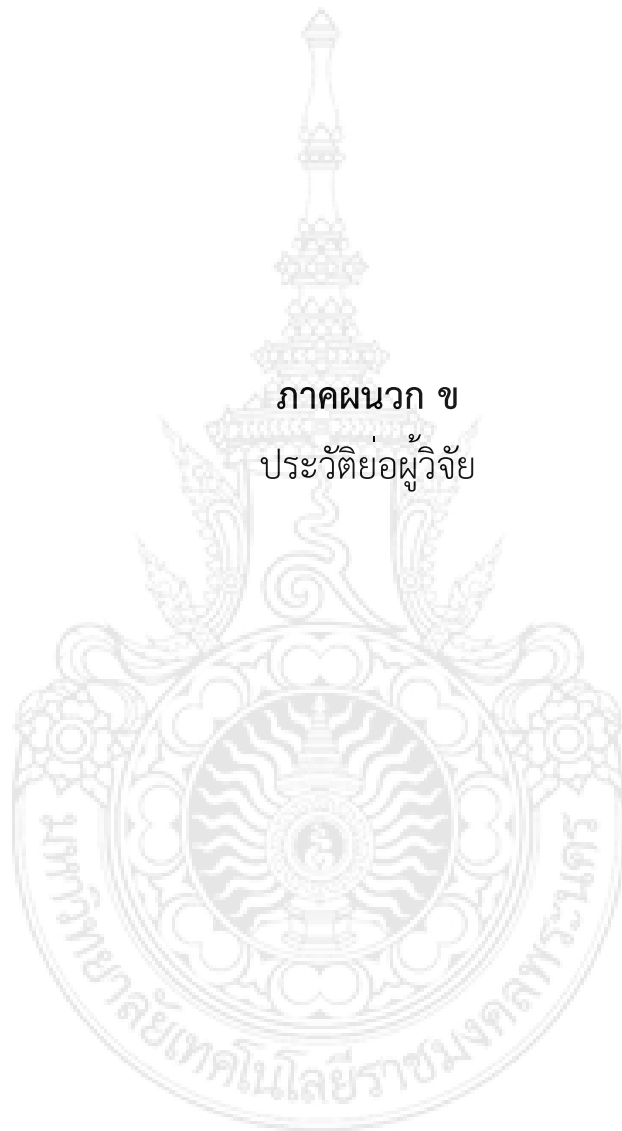 ภาคผนวก ข
ประวัติย่อผู้วิจัย
มหาวิทยาลัยเทคโนโลยีราชมงคลพระนคร